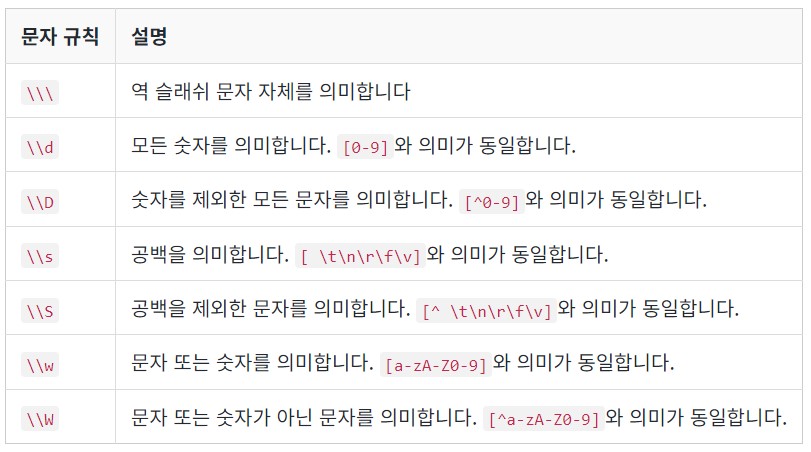 문자 규칙 설명
\\\ 역 슬래쉬 문자 자체를 의미합니다
\\d 모든 숫자를 의미합니다. [0-9]와 의미가 동일합니다.
\\D 숫자를 제외한 모든 문자를 의미합니다. [^0-9]와 의미가 동일합니다.
\\s 공백을 의미합니다. [ \t\n\r\f\v]와 의미가 동일합니다.
\\S 공백을 제외한 문자를 의미합니다. [^ \t\n\r\f\v]와 의미가 동일합니다.
\\w 문자 또는 숫자를 의미합니다. [a-zA-Z0-9]와 의미가 동일합니다.
\\W 문자 또는 숫자가 아닌 문자를 의미합니다. [^a-zA-Z0-9]와 의미가 동일합니다.